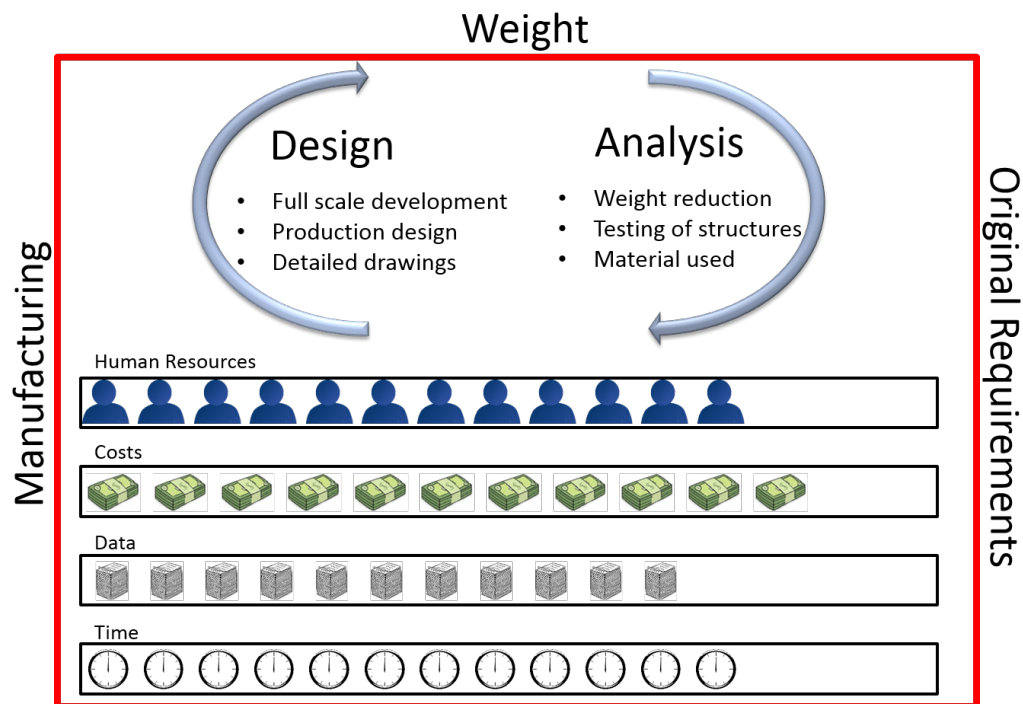 Weight
Manufacturing
Original Requirements
Design
• Full scale development
• Production design
• Detailed drawings
Analysis
• Weight reduction
• Testing of structures
• Material used
Human Resources
Costs
Data
Time